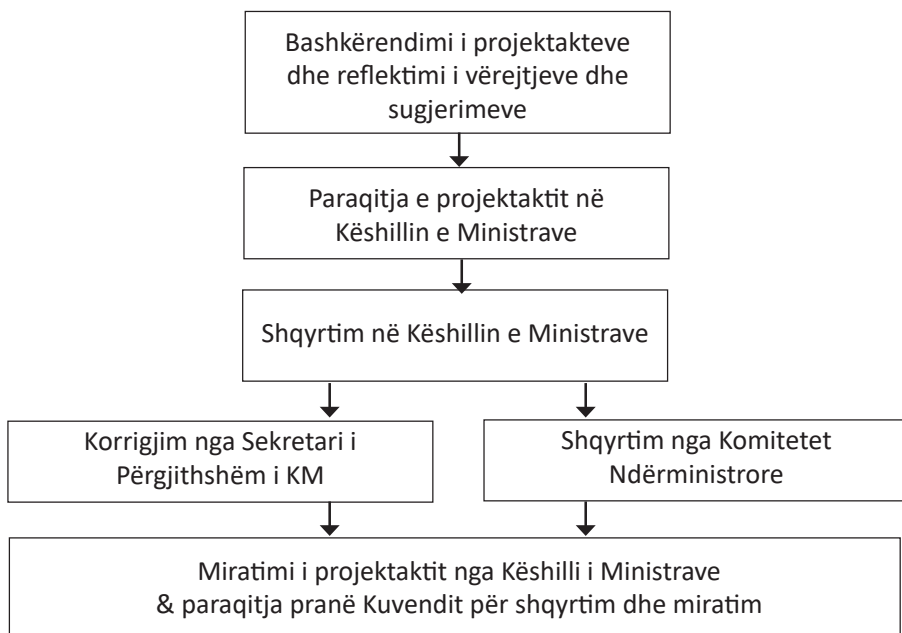 Bashkërendimi i projektakteve
dhe reflektimi i vërejtjeve dhe
sugjerimeve
Paraqitja e projektaktit në
Këshillin e Ministrave
Shqyrtim në Këshillin e Ministrave
Korrigjim nga Sekretari i
Përgjithshëm i KM
Shqyrtim nga Komitetet
Ndërministrore
Miratimi i projektaktit nga Këshilli i Ministrave
& paraqitja pranë Kuvendit për shqyrtim dhe miratim